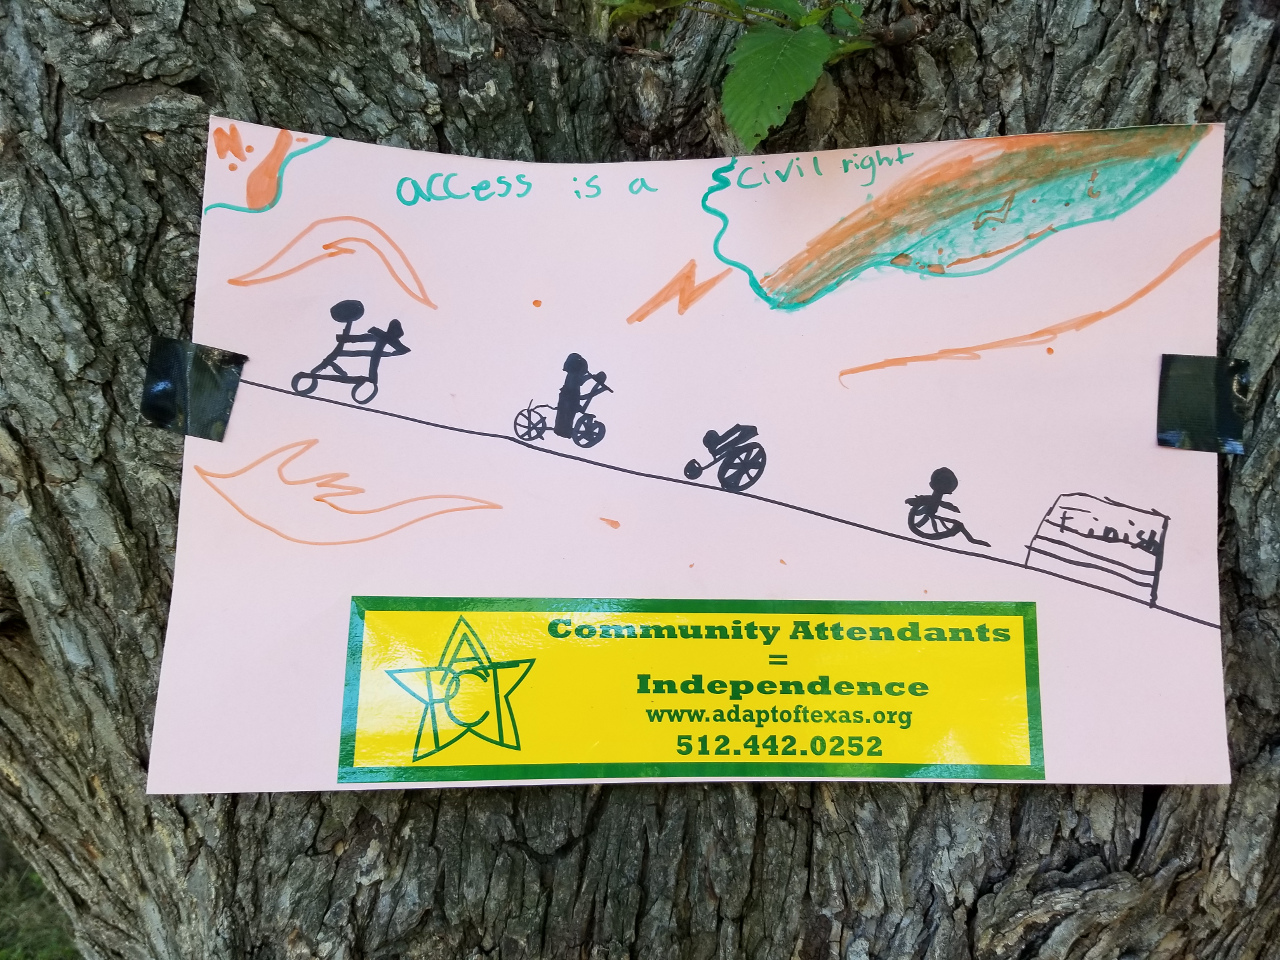 access is a civil right
Finish
Community Attendants
=
Independence
www.adaptoftexas.org
512.442.0252